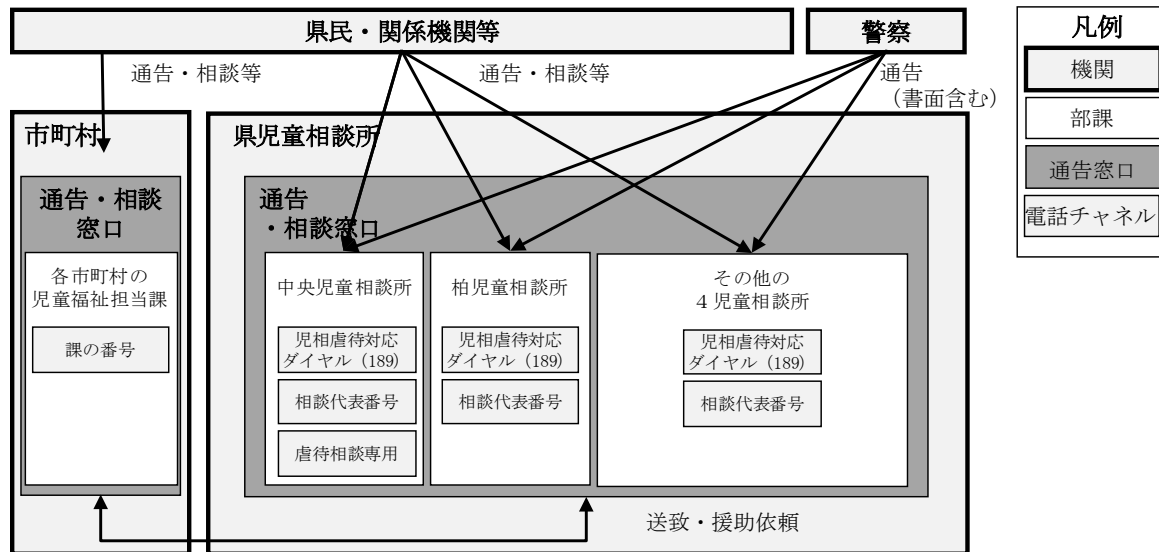 県民・関係機関等
警察
通告・相談等
通告・相談等
通告
(書面含む)
市町村
通告・相談
窓口
各市町村の
児童福祉担当課
課の番号
県児童相談所
通告
・相談窓口
中央児童相談所
児相虐待対応
ダイヤル (189)
相談代表番号
虐待相談専用
柏児童相談所
児相虐待対応
ダイヤル (189)
相談代表番号
その他の
4 児童相談所
児相虐待対応
ダイヤル (189)
相談代表番号
送致・援助依頼
凡例
機関
部課
通告窓口
電話チャネル